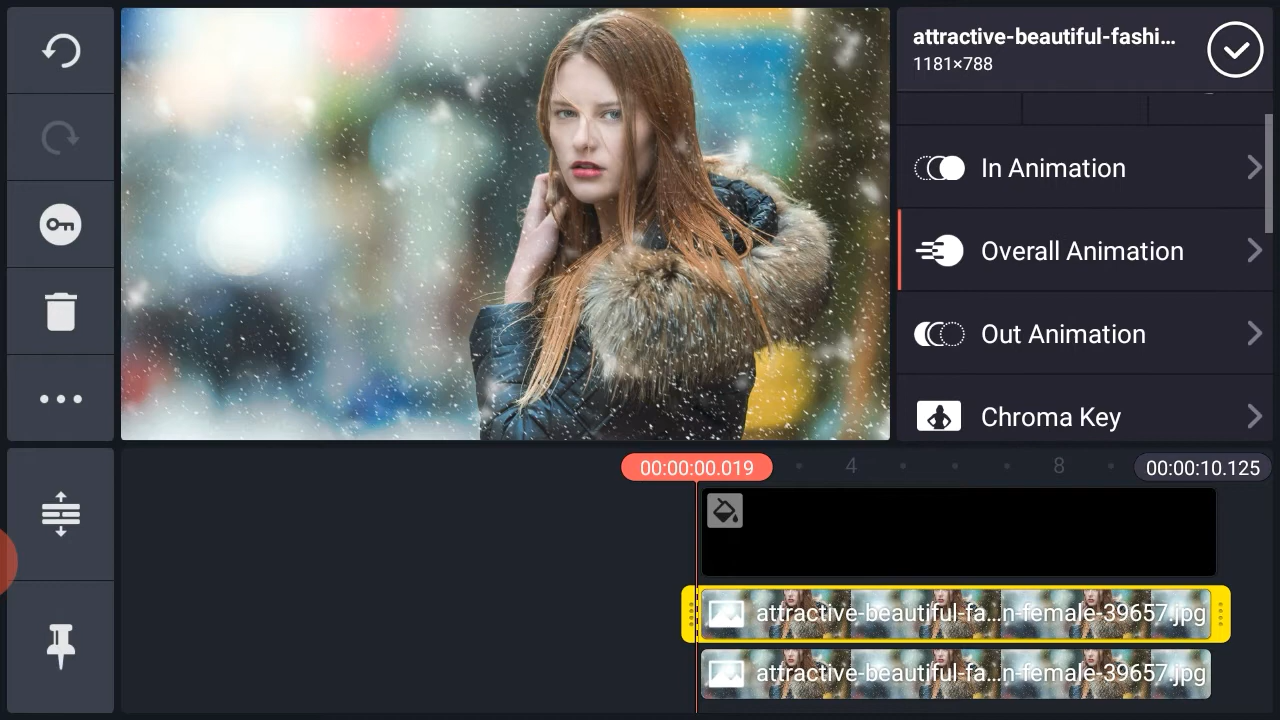 attractive-beautiful-fashi...
1181×788
In Animation
Overall Animation
Out Animation
Chroma Key
00:00:00.019
4
8
00:00:10.125
attractive-beautiful-fa...n-female-39657.jpg
attractive-beautiful-fa...n-female-39657.jpg